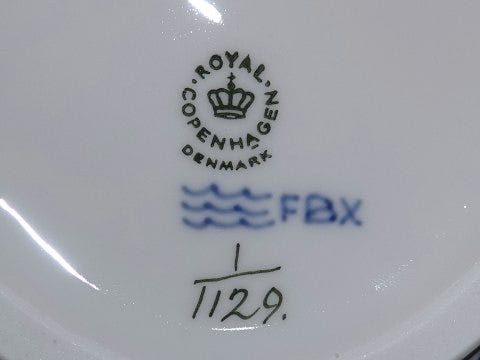 ROYAL
COPENHAGEN
DENMARK
FBX
1
1129.